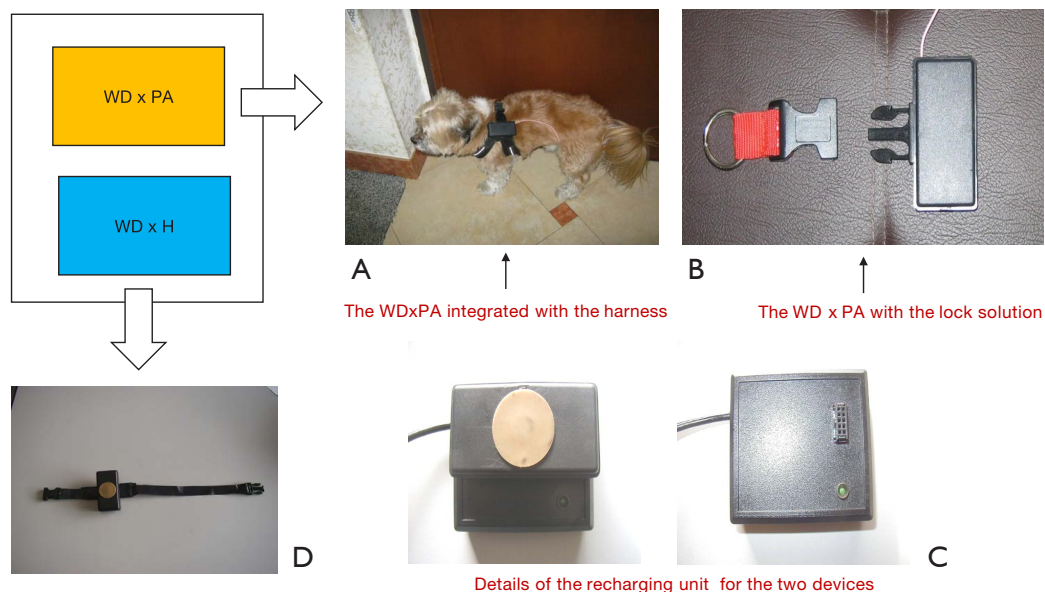 WD x PA
WD x H
A
B
The WDxPA integrated with the harness
The WD x PA with the lock solution
D
C
Details of the recharging unit for the two devices